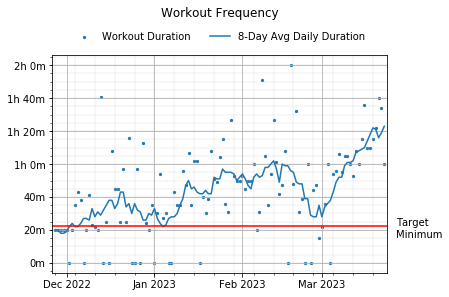 Workout Frequency
Workout Duration 8-Day Avg Daily Duration
2h 0m
1h 40m
1h 20m
1h 0m
40m
20m
0m
Target
Minimum
Dec 2022 Jan 2023 Feb 2023 Mar 2023